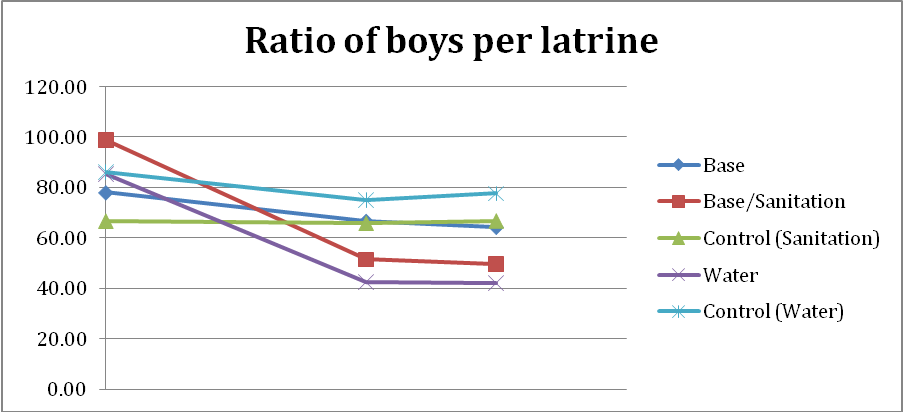 Ratio of boys per latrine
120.00
100.00
80.00
60.00
40.00
20.00
0.00
Base
Base/Sanitation
Control (Sanitation)
Water
Control (Water)